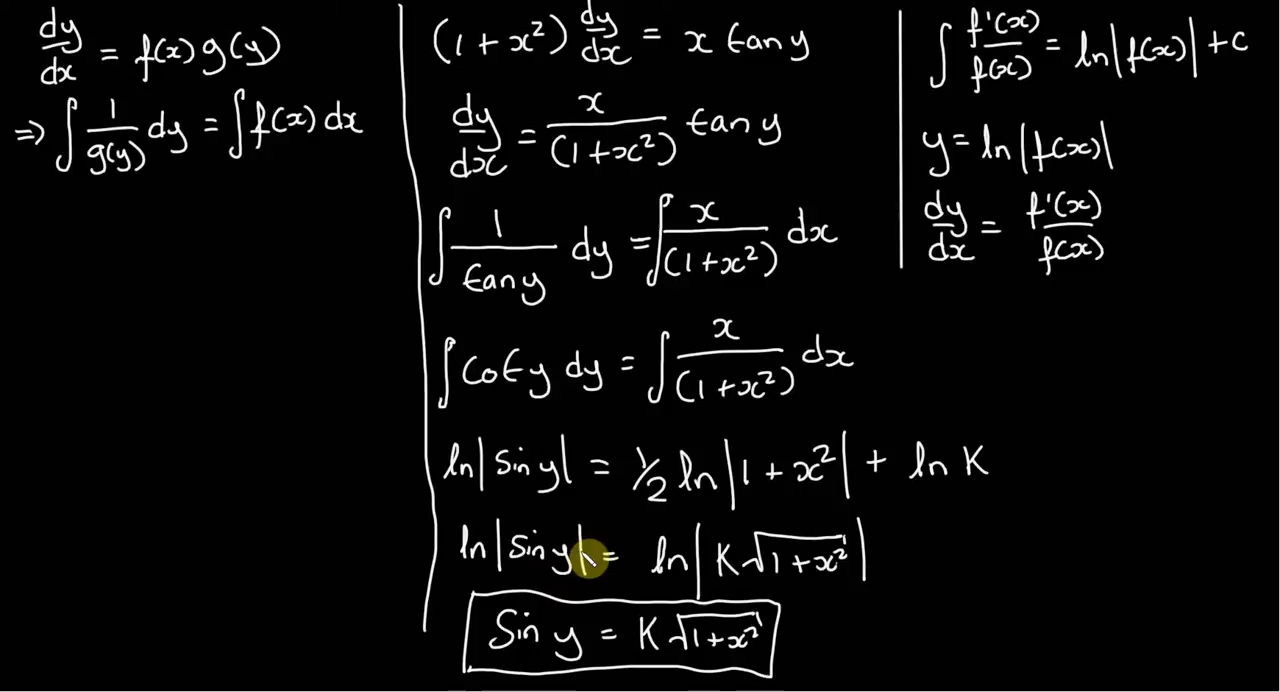 dy/dx = f(x) g(y)
⇒ ∫ 1/g(y) dy = ∫ f(x) dx
(1 + x²) dy/dx = x tan y
dy/dx = x/(1+x²) tan y
∫ 1/tan y dy = ∫ x/(1+x²) dx
∫ Cot y dy = ∫ x/(1+x²) dx
ln|Sin y| = 1/2 ln|1 + x²| + ln K
ln|Sin y| = ln|K√(1+x²)|
Sin y = K√(1+x²)
∫ f'(x)/f(x) = ln|f(x)| + c
y = ln|f(x)|
dy/dx = f'(x)/f(x)